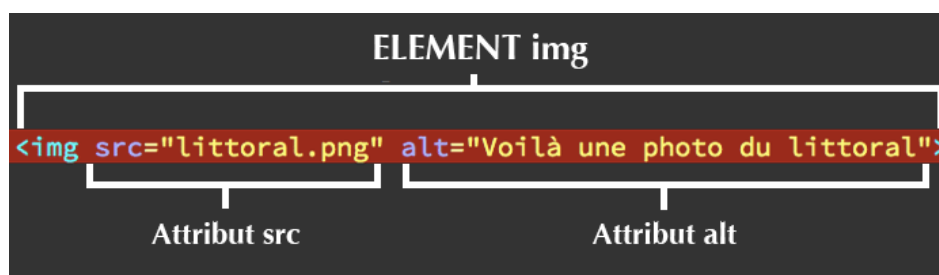 ELEMENT img
<img src="littoral.png" alt="Voilà une photo du littoral">
Attribut src
Attribut alt